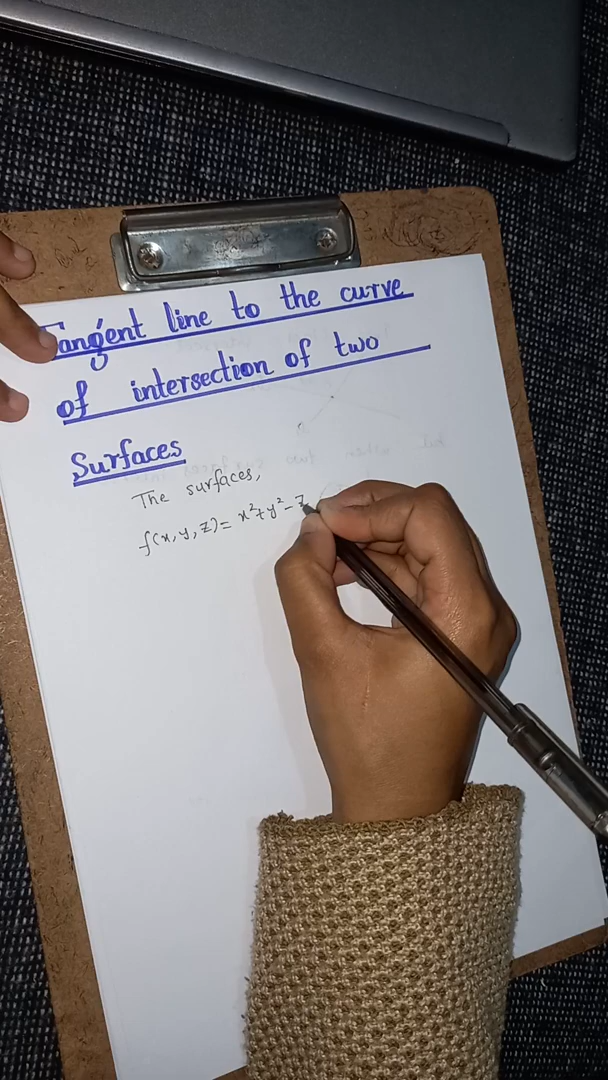 Tangent line to the curve
of intersection of two
Surfaces
The surfaces,
f(x, y, z) = x² + y² - z